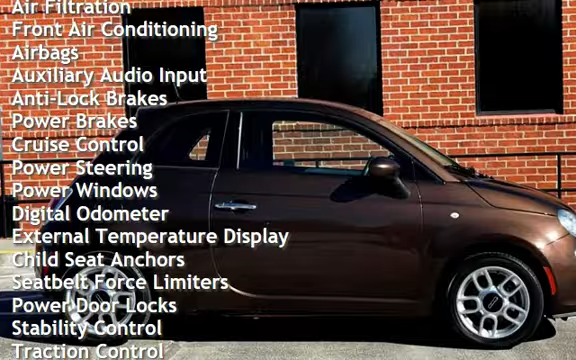 Air Filtration
Front Air Conditioning
Airbags
Auxiliary Audio Input
Anti-Lock Brakes
Power Brakes
Cruise Control
Power Steering
Power Windows
Digital Odometer
External Temperature Display
Child Seat Anchors
Seatbelt Force Limiters
Power Door Locks
Stability Control
Traction Control